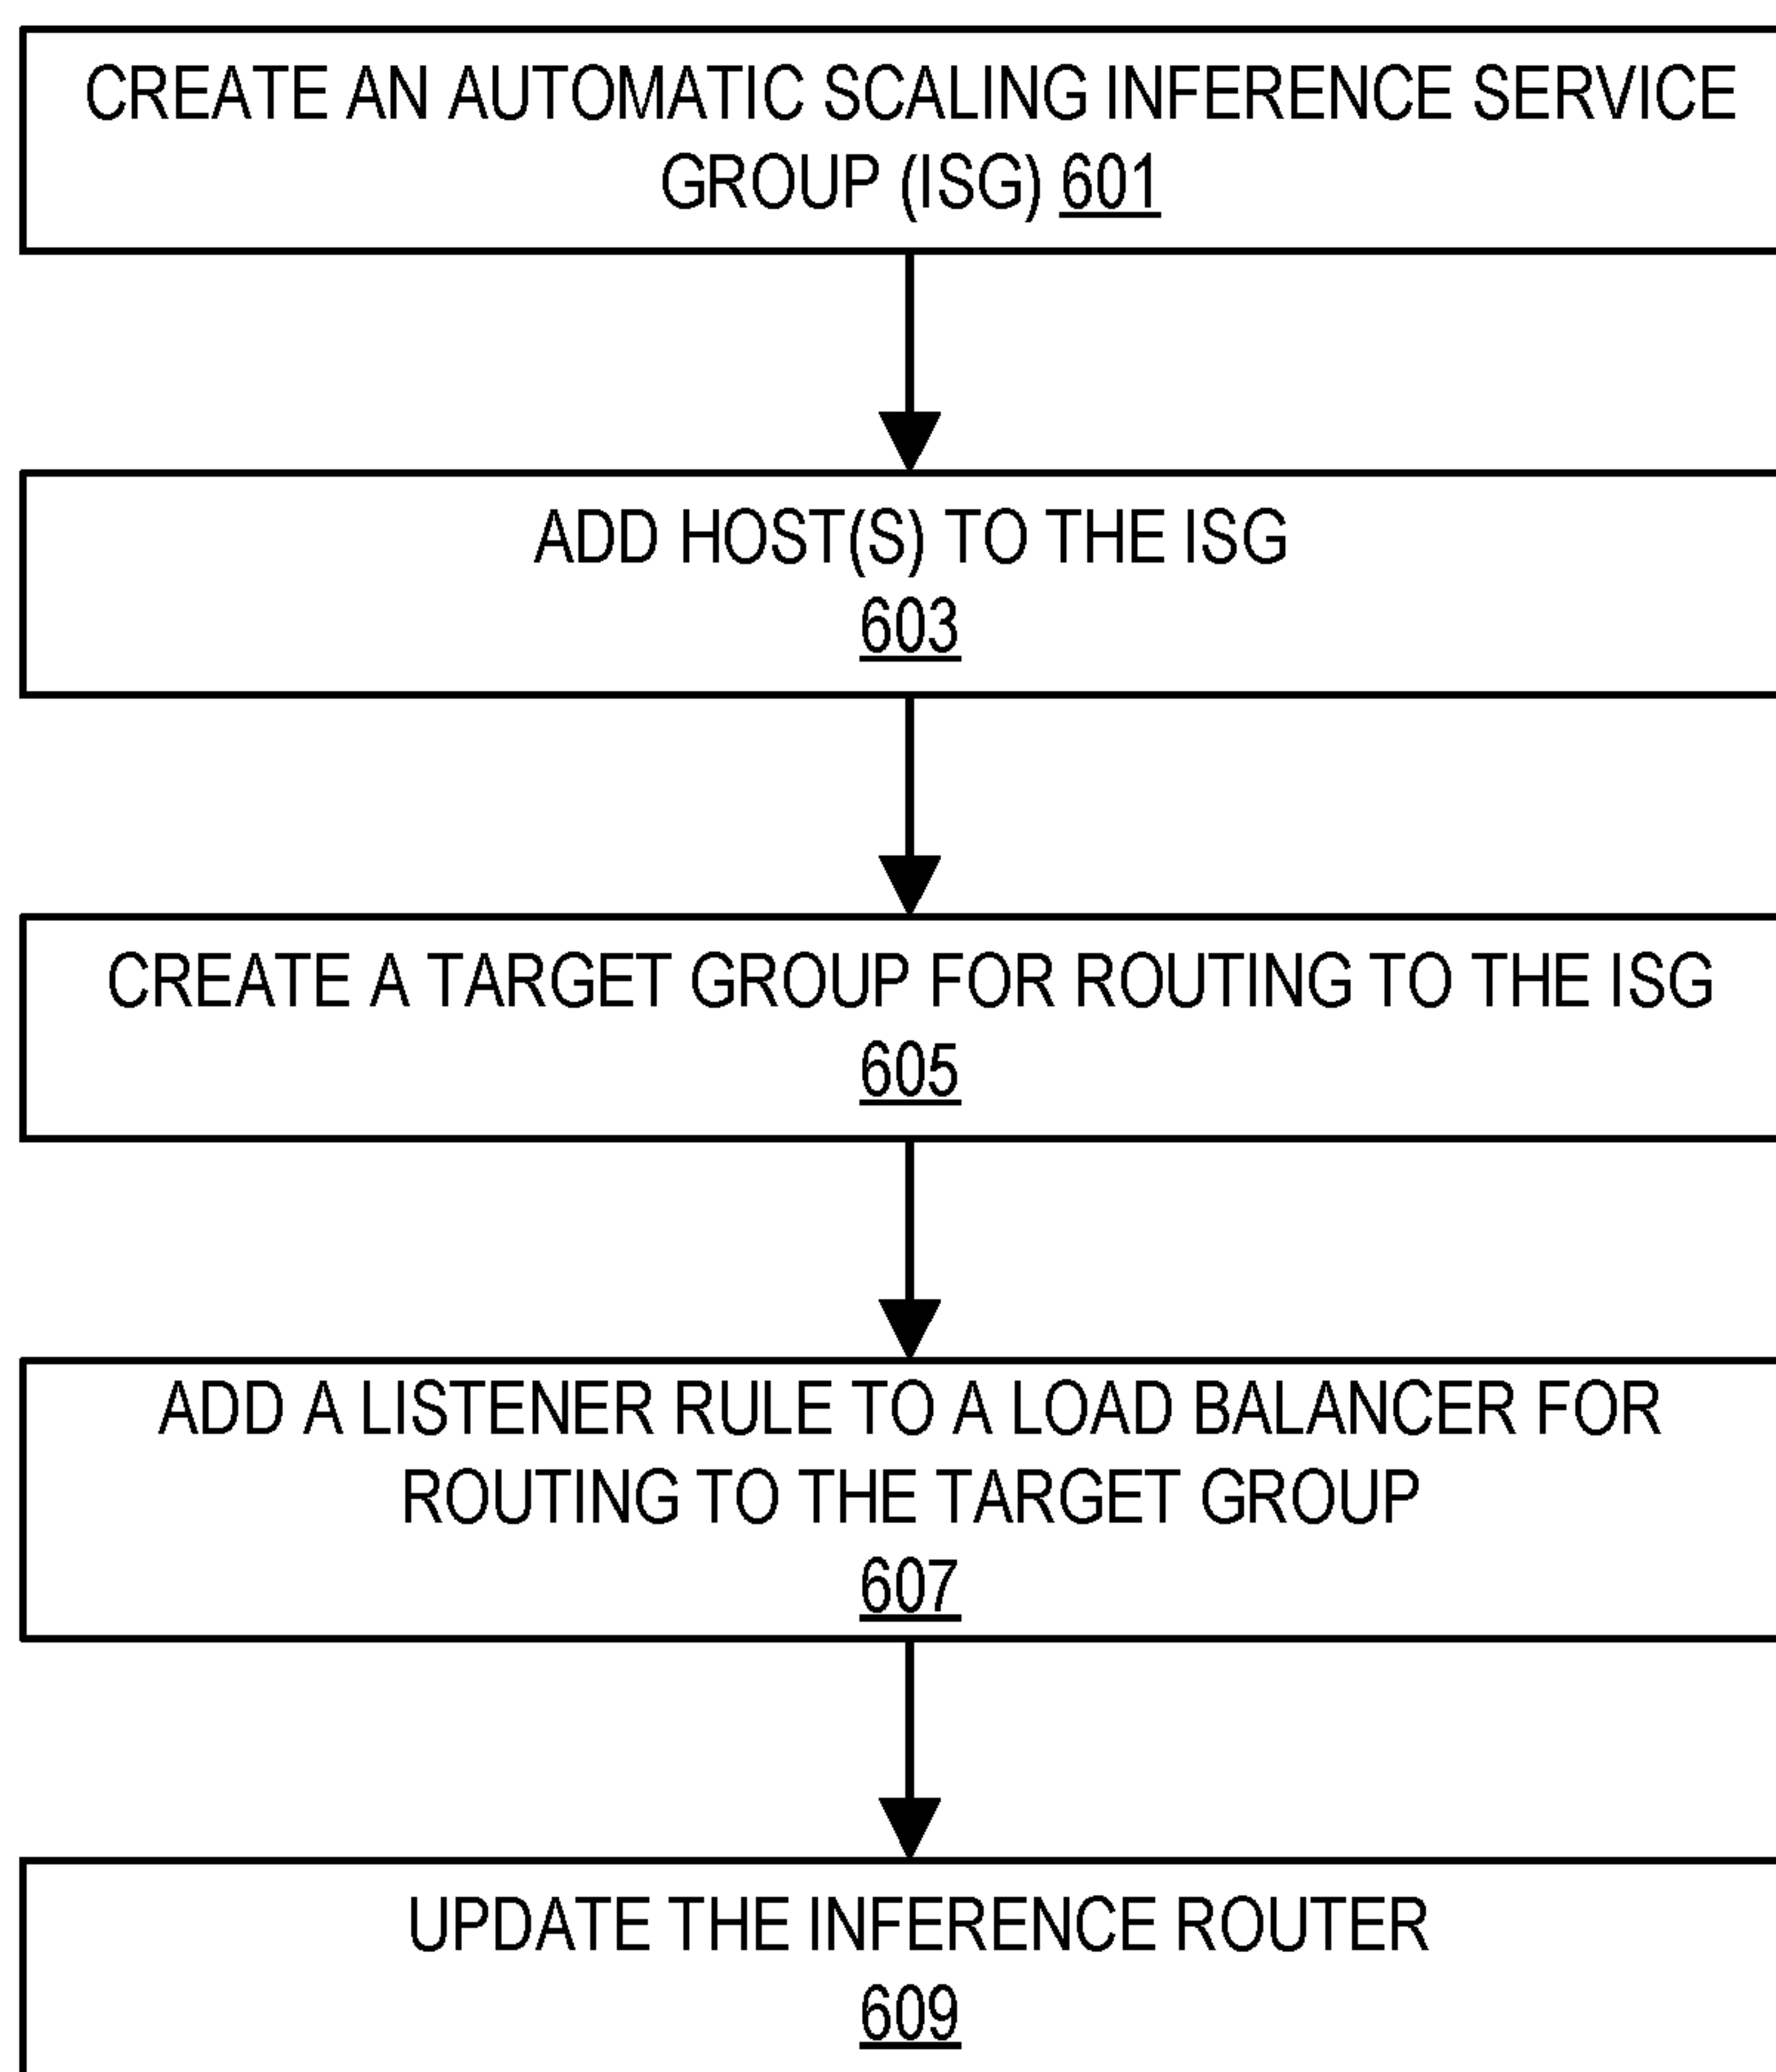 CREATE AN AUTOMATIC SCALING INFERENCE SERVICE
GROUP (ISG) 601
ADD HOST(S) TO THE ISG
603
CREATE A TARGET GROUP FOR ROUTING TO THE ISG
605
ADD A LISTENER RULE TO A LOAD BALANCER FOR
ROUTING TO THE TARGET GROUP
607
UPDATE THE INFERENCE ROUTER
609